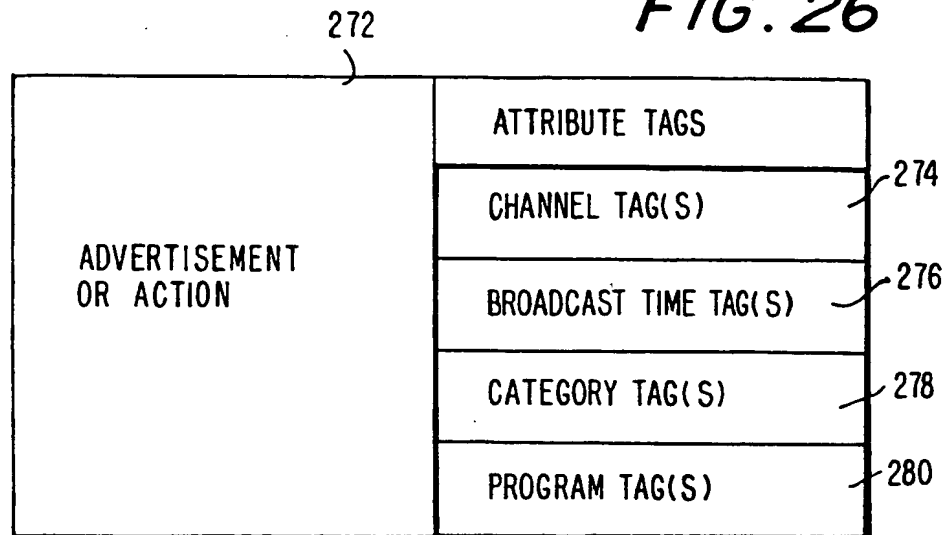 FIG. 26
272
ATTRIBUTE TAGS
274
CHANNEL TAG(S)
ADVERTISEMENT
OR ACTION
276
BROADCAST TIME TAG(S)
278
CATEGORY TAG(S)
280
PROGRAM TAG(S)